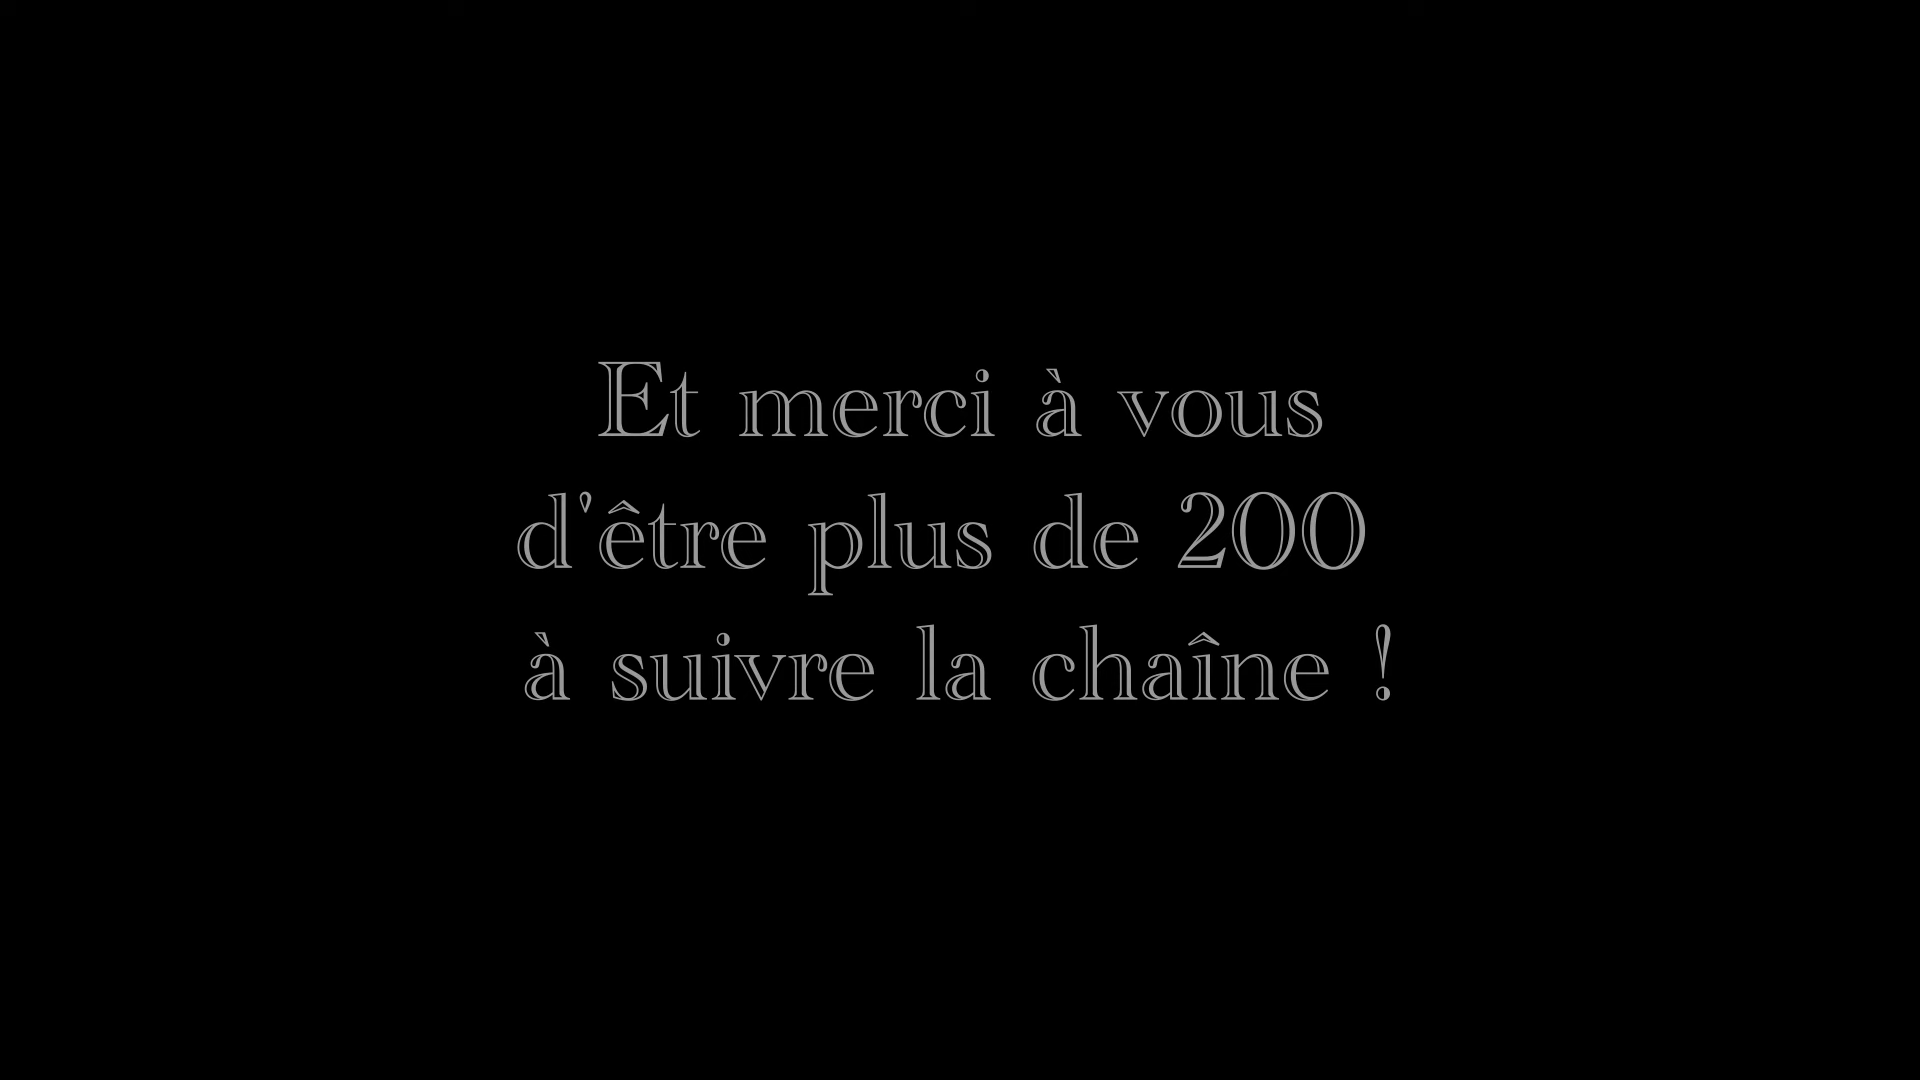 Et merci à vous
d'être plus de 200
à suivre la chaîne !